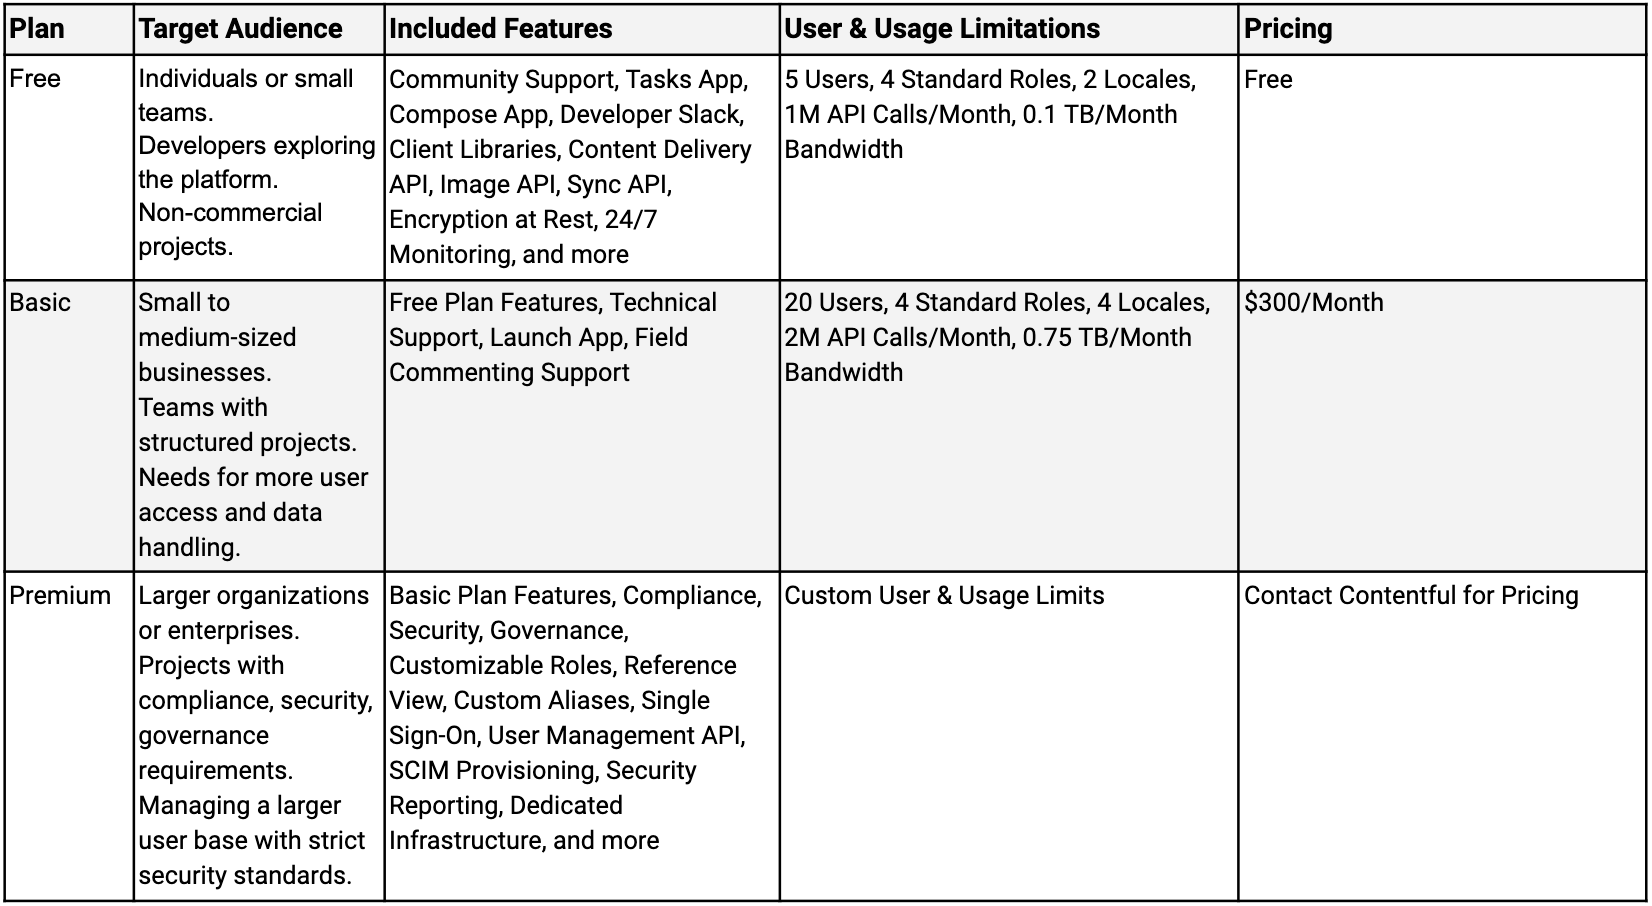 Plan
Target Audience
Included Features
User & Usage Limitations
Pricing
Free
Individuals or small
teams.
Developers exploring
the platform.
Non-commercial
projects.
Community Support, Tasks App,
Compose App, Developer Slack,
Client Libraries, Content Delivery
API, Image API, Sync API,
Encryption at Rest, 24/7
Monitoring, and more
5 Users, 4 Standard Roles, 2 Locales,
1M API Calls/Month, 0.1 TB/Month
Bandwidth
Free
Basic
Small to
medium-sized
businesses.
Teams with
structured projects.
Needs for more user
access and data
handling.
Free Plan Features, Technical
Support, Launch App, Field
Commenting Support
20 Users, 4 Standard Roles, 4 Locales,
2M API Calls/Month, 0.75 TB/Month
Bandwidth
$300/Month
Premium
Larger organizations
or enterprises.
Projects with
compliance, security,
governance
requirements.
Managing a larger
user base with strict
security standards.
Basic Plan Features, Compliance,
Security, Governance,
Customizable Roles, Reference
View, Custom Aliases, Single
Sign-On, User Management API,
SCIM Provisioning, Security
Reporting, Dedicated
Infrastructure, and more
Custom User & Usage Limits
Contact Contentful for Pricing